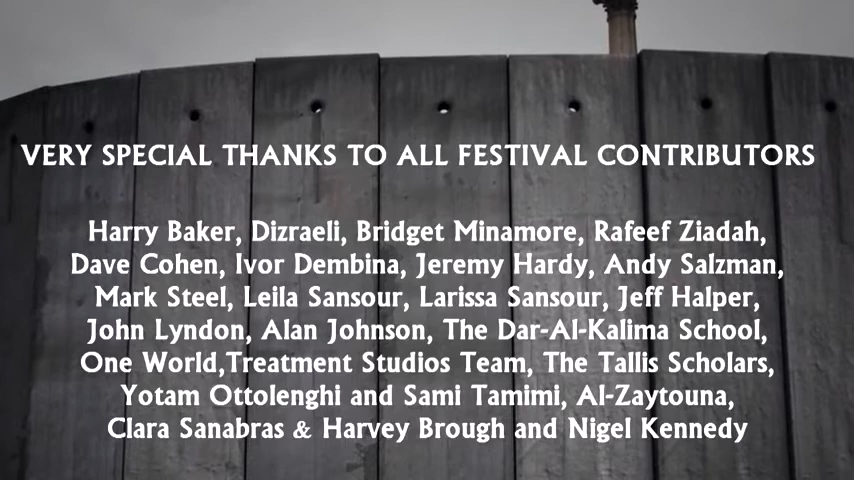 VERY SPECIAL THANKS TO ALL FESTIVAL CONTRIBUTORS
Harry Baker, Dizraeli, Bridget Minamore, Rafeef Ziadah,
Dave Cohen, Ivor Dembina, Jeremy Hardy, Andy Salzman,
Mark Steel, Leila Sansour, Larissa Sansour, Jeff Halper,
John Lyndon, Alan Johnson, The Dar-Al-Kalima School,
One World,Treatment Studios Team, The Tallis Scholars,
Yotam Ottolenghi and Sami Tamimi, Al-Zaytouna,
Clara Sanabras & Harvey Brough and Nigel Kennedy